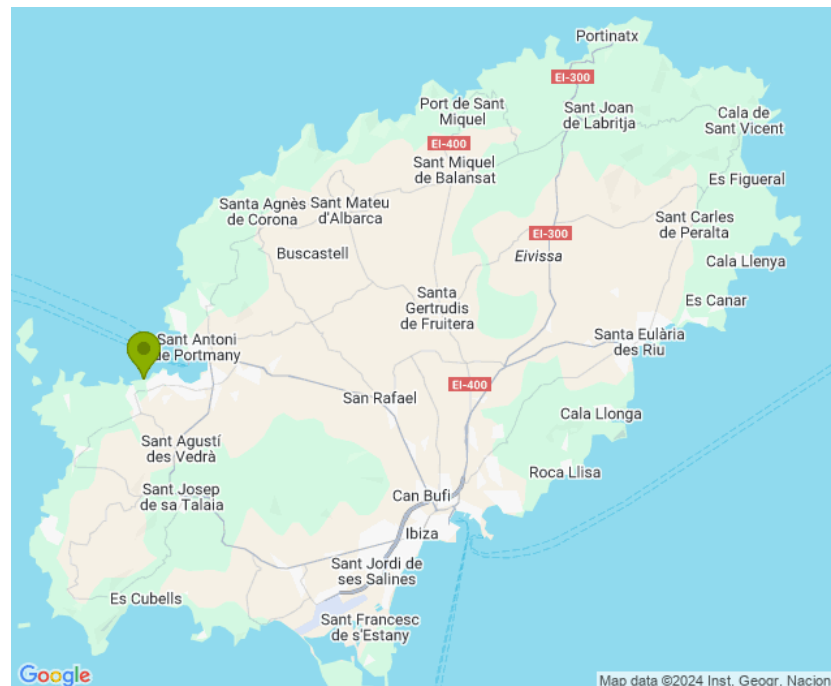 Portinatx
EI-300
Port de Sant
Miquel
Sant Joan
de Labritja
Cala de
Sant Vicent
EI-400
Sant Miquel
de Balansat
Es Figueral
Santa Agnès
de Corona
Sant Mateu
d'Albarca
Sant Carles
de Peralta
EI-300
Buscastell
Eivissa
Cala Llenya
Santa
Gertrudis
de Fruitera
Es Canar
Sant Antoni
de Portmany
Santa Eulària
des Riu
EI-400
San Rafael
Cala Llonga
Sant Agustí
des Vedrà
Roca Llisa
Sant Josep
de sa Talaia
Can Bufi
Ibiza
Sant Jordi de
ses Salines
Es Cubells
Sant Francesc
de s'Estany
Google
Map data ©2024 Inst. Geogr. Nacion